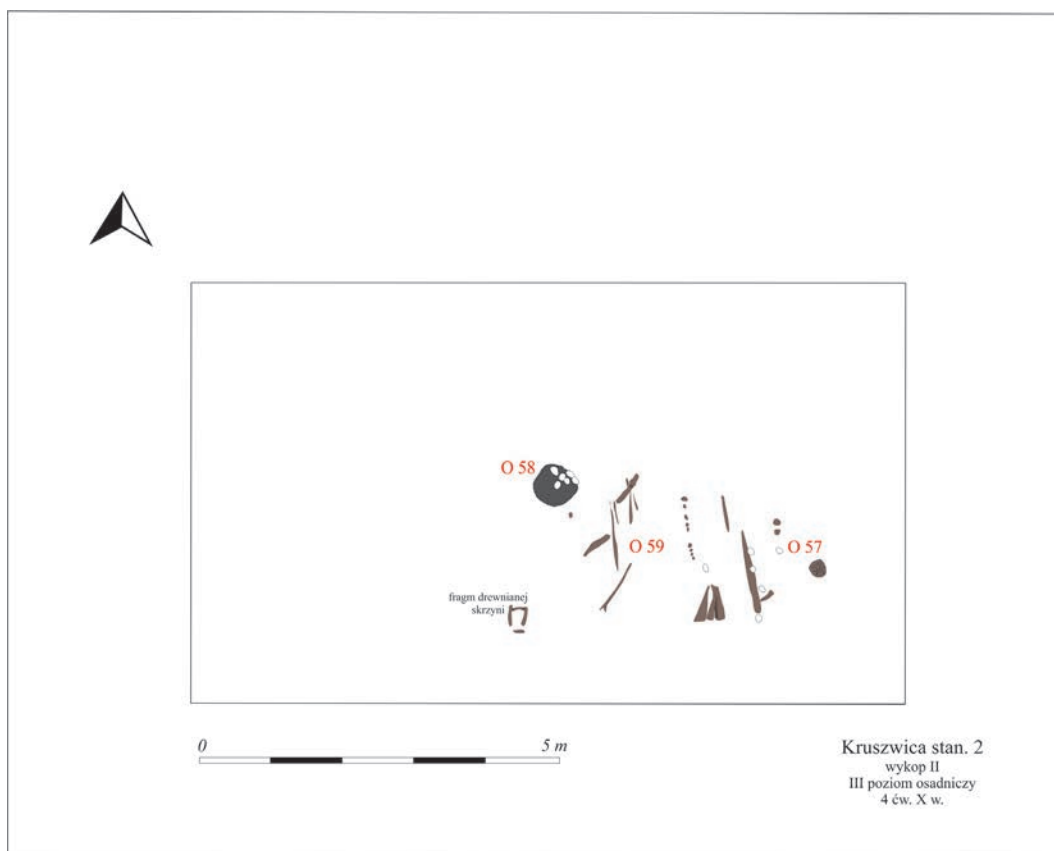 O 58
O 59
O 57
fragm drewnianej
skrzyni
0
5 m
Kruszwica stan. 2
wykop II
III poziom osadniczy
4 ćw. X w.